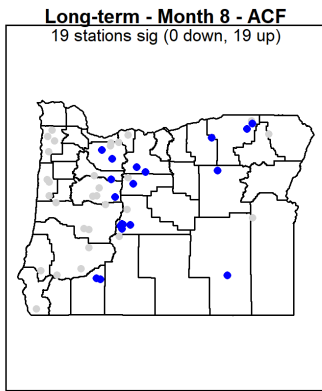 Long-term - Month 8 - ACF
19 stations sig (0 down, 19 up)